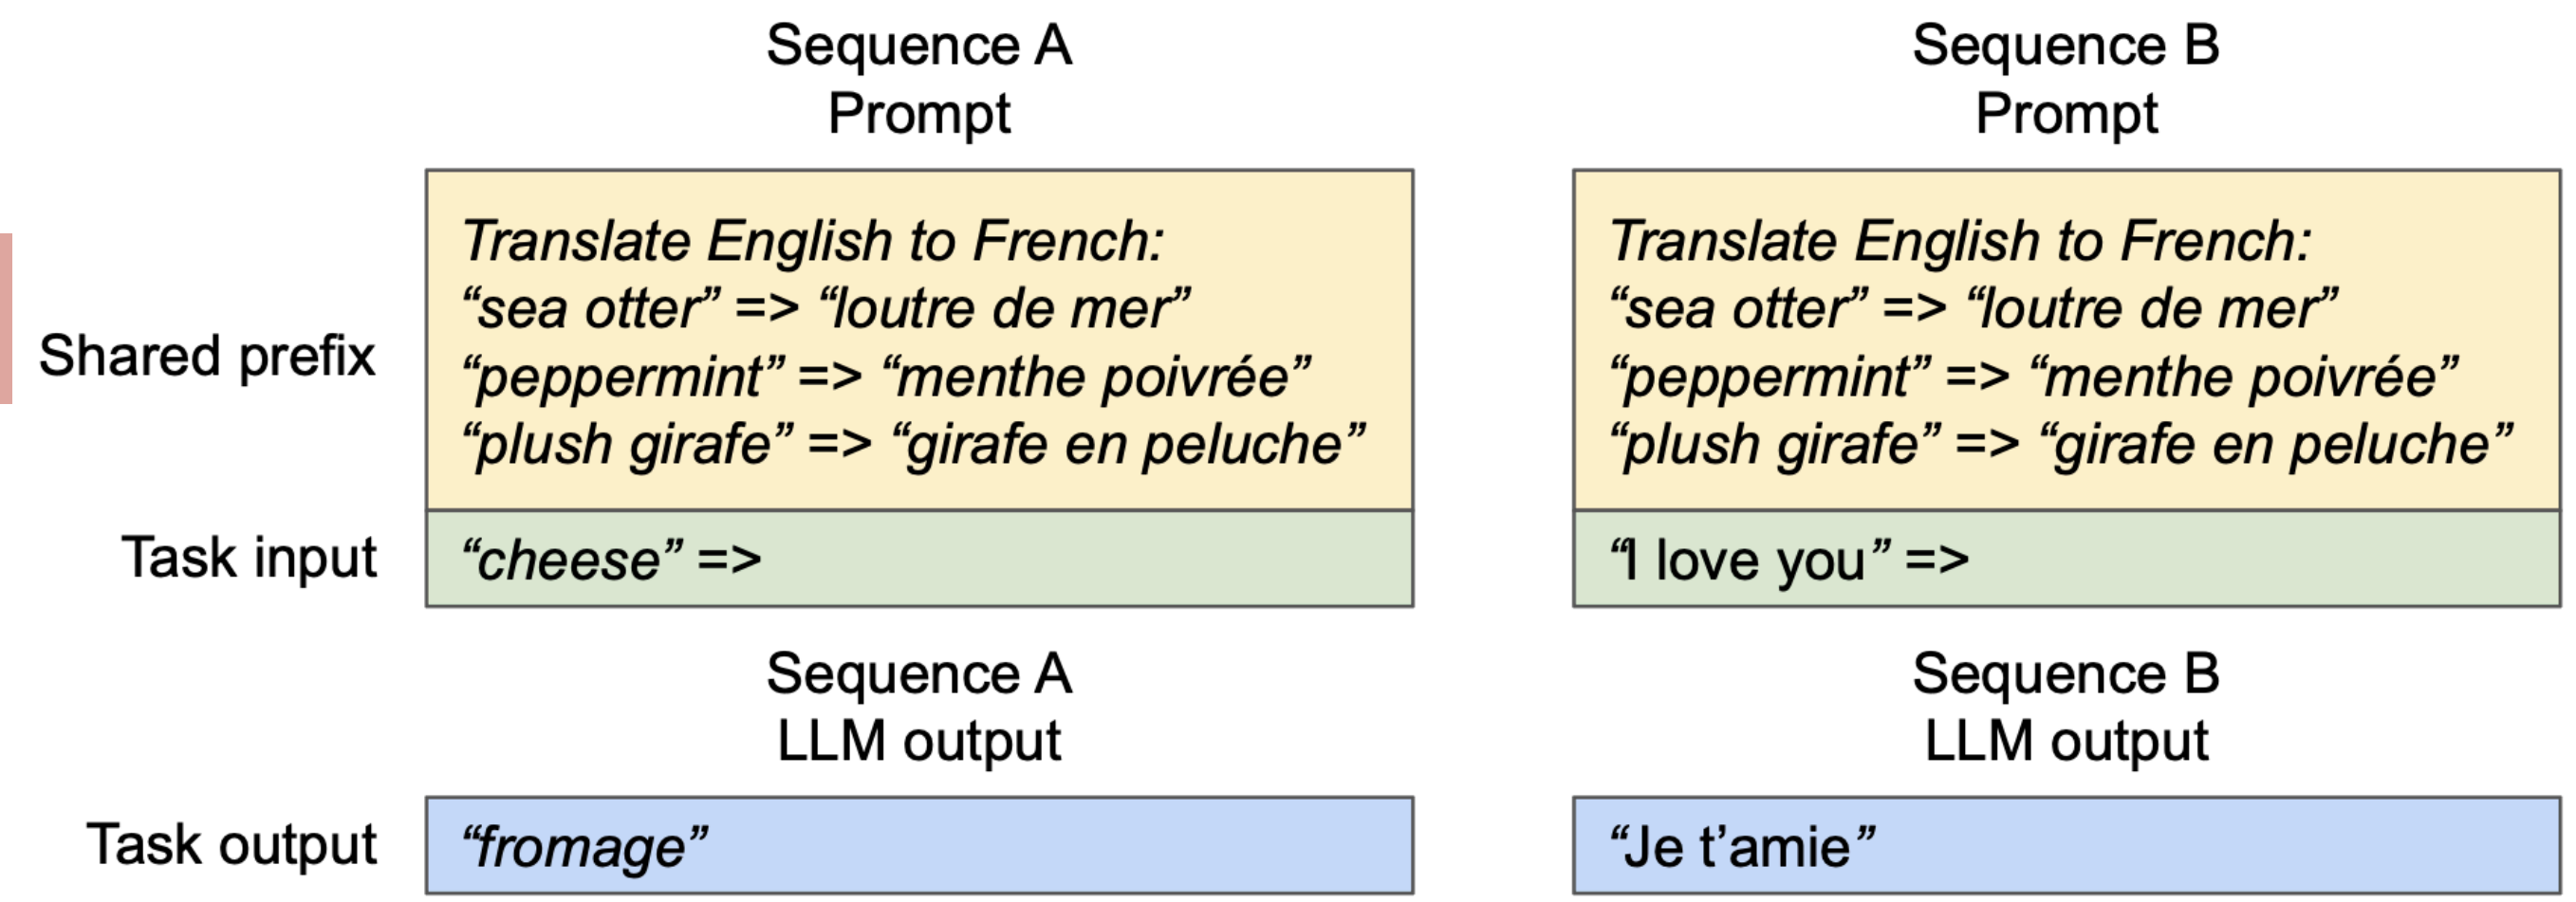 Sequence A
Prompt
Sequence B
Prompt
Shared prefix
Translate English to French:
“sea otter” => “loutre de mer”
“peppermint” => “menthe poivrée”
“plush girafe” => “girafe en peluche”
Translate English to French:
“sea otter” => “loutre de mer”
“peppermint” => “menthe poivrée”
“plush girafe” => “girafe en peluche”
Task input
“cheese” =>
“I love you” =>
Sequence A
LLM output
Sequence B
LLM output
Task output
“fromage”
“Je t’amie”